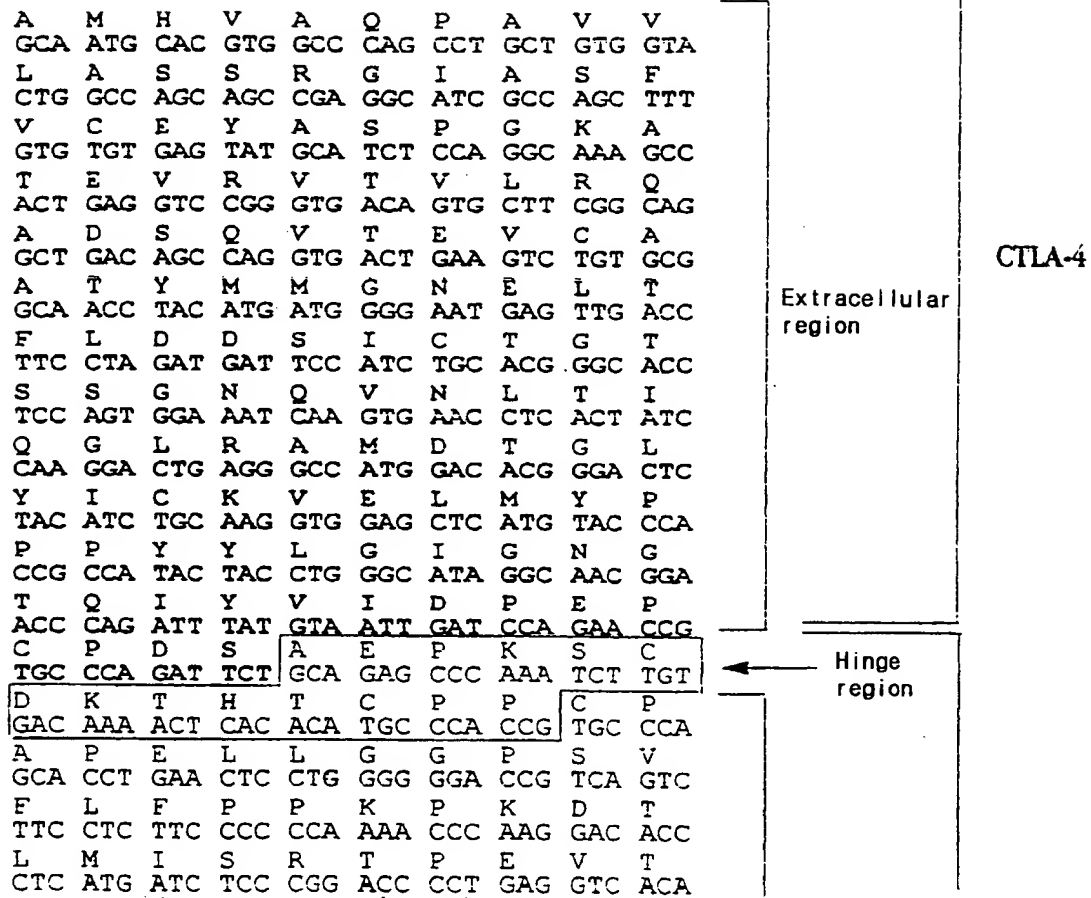 A M H V A Q P A V V
GCA ATG CAC GTG GCC CAG CCT GCT GTG GTA
L A S S R G I A S F
CTG GCC AGC AGC CGA GGC ATC GCC AGC TTT
V C E Y A S P G K A
GTG TGT GAG TAT GCA TCT CCA GGC AAA GCC
T E V R V T V L R Q
ACT GAG GTC CGG GTG ACA GTG CTT CGG CAG
A D S Q V T E V C A
GCT GAC AGC CAG GTG ACT GAA GTC TGT GCG
CTLA-4
A T Y M M G N E L T
GCA ACC TAC ATG ATG GGG AAT GAG TTG ACC
Extracellular
region
F L D D S I C T G T
TTC CTA GAT GAT TCC ATC TGC ACG GGC ACC
S S G N Q V N L T I
TCC AGT GGA AAT CAA GTG AAC CTC ACT ATC
Q G L R A M D T G L
CAA GGA CTG AGG GCC ATG GAC ACG GGA CTC
Y I C K V E L M Y P
TAC ATC TGC AAG GTG GAG CTC ATG TAC CCA
P P Y Y L G I G N G
CCG CCA TAC TAC CTG GGC ATA GGC AAC GGA
T Q I Y V I D P E P
ACC CAG ATT TAT GTA ATT GAT CCA GAA CCG
C P D S A E P K S C
TGC CCA GAT TCT GCA GAG CCC AAA TCT TGT
Hinge
region
D K T H T C P P C P
GAC AAA ACT CAC ACA TGC CCA CCG TGC CCA
A P E L L G G P S V
GCA CCT GAA CTC CTG GGG GGA CCG TCA GTC
F L F P P K P K D T
TTC CTC TTC CCC CCA AAA CCC AAG GAC ACC
L M I S R T P E V T
CTC ATG ATC TCC CGG ACC CCT GAG GTC ACA